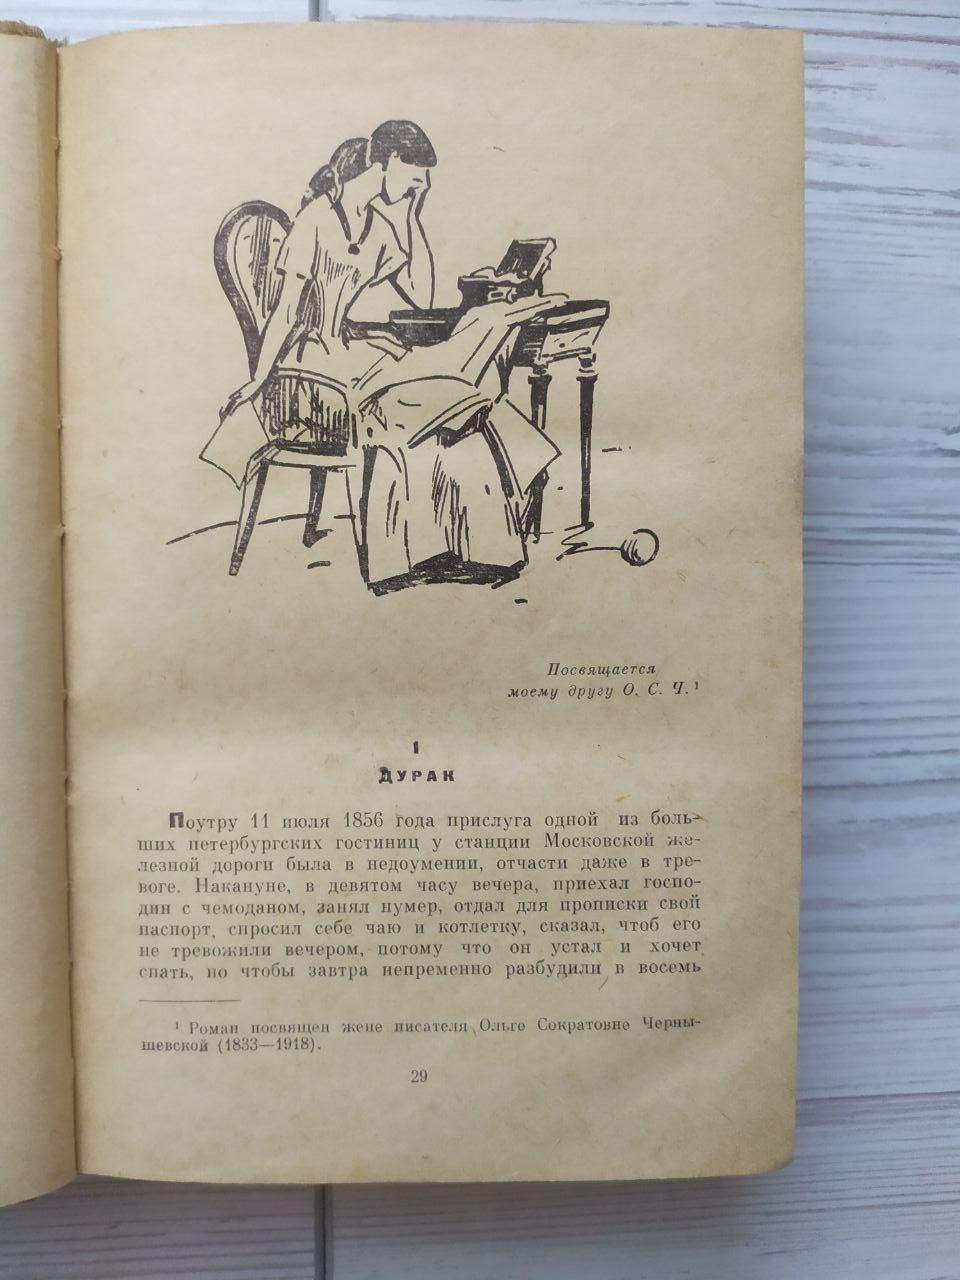 Посвящается
моему другу О. С. Ч.¹
I
ДУРАК
Поутру 11 июля 1856 года прислуга одной из боль-
ших петербургских гостиниц у станции Московской же-
лезной дороги была в недоумении, отчасти даже в тре-
воге. Накануне, в девятом часу вечера, приехал госпо-
дин с чемоданом, занял нумер, отдал для прописки свой
паспорт, спросил себе чаю и котлетку, сказал, чтоб его
не тревожили вечером, потому что он устал и хочет
спать, но чтобы завтра непременно разбудили в восемь
¹ Роман посвящен жене писателя Ольге Сократовне Черны-
шевской (1833—1918).
29